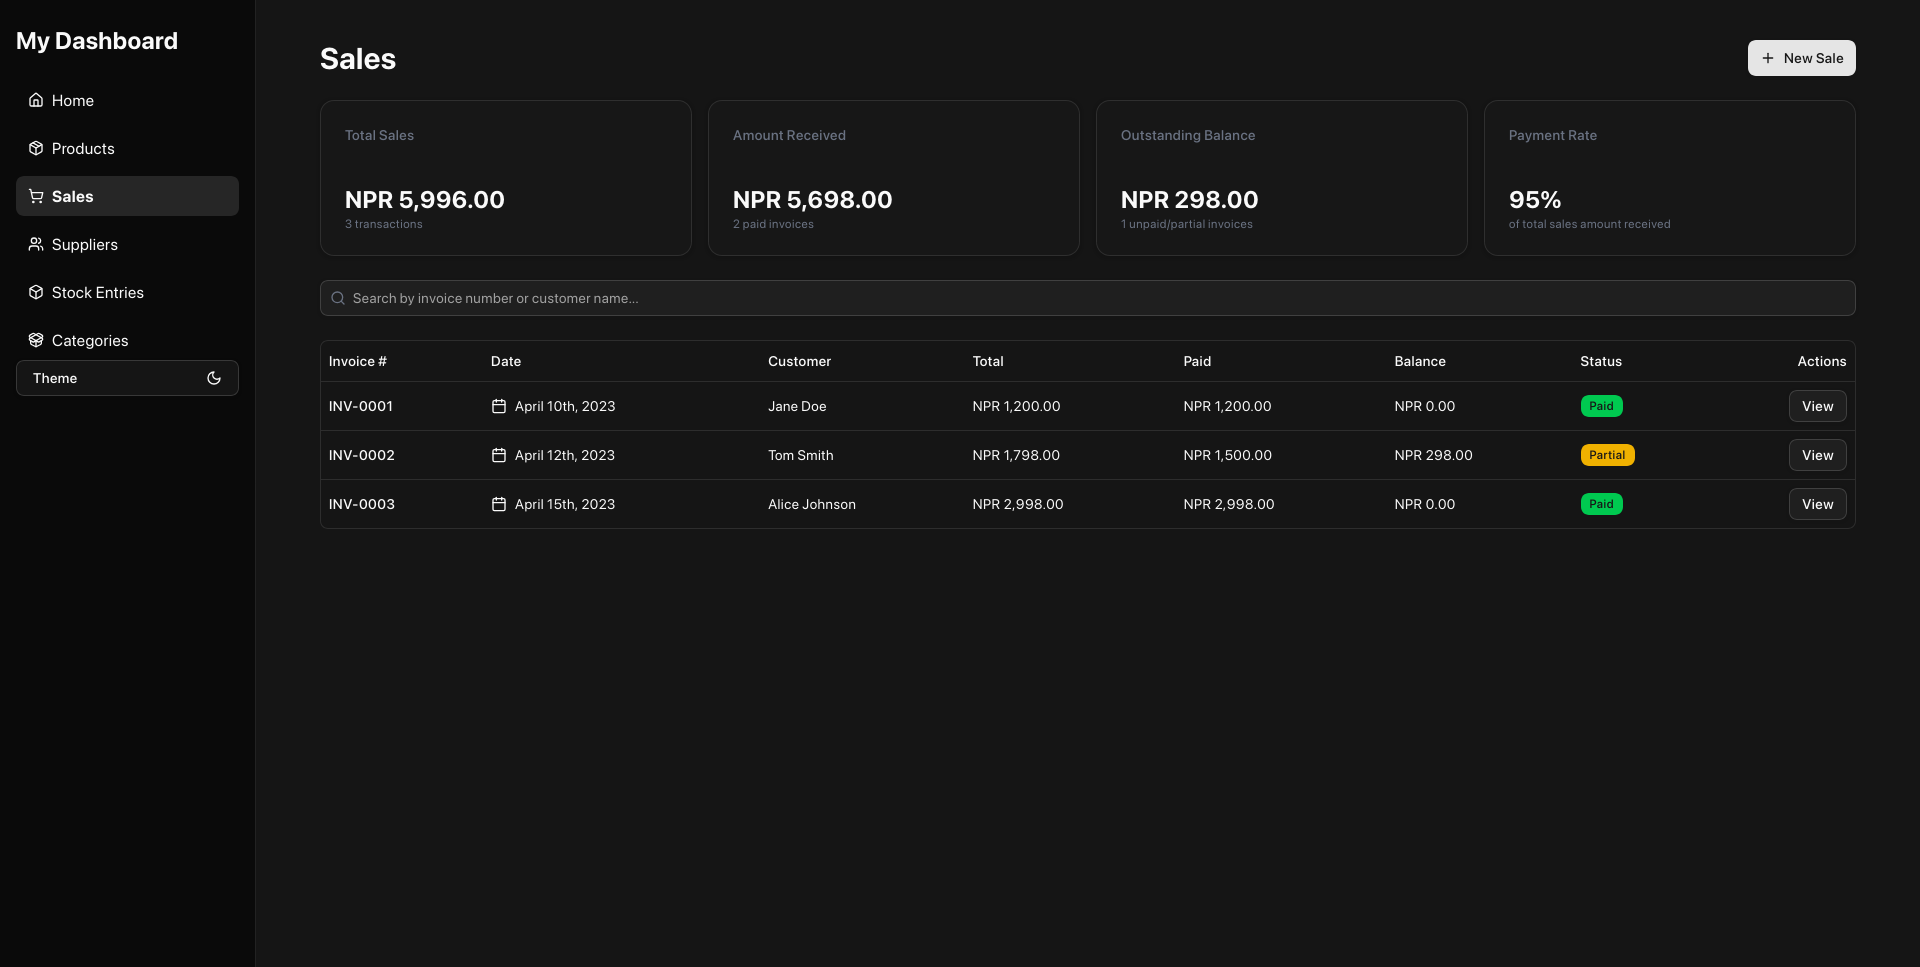 My Dashboard
Home
Products
Sales
Suppliers
Stock Entries
Categories
Theme
Sales
New Sale
Total Sales
NPR 5,996.00
3 transactions
Amount Received
NPR 5,698.00
2 paid invoices
Outstanding Balance
NPR 298.00
1 unpaid/partial invoices
Payment Rate
95%
of total sales amount received
Search by invoice number or customer name...
Invoice # Date Customer Total Paid Balance Status Actions
INV-0001 April 10th, 2023 Jane Doe NPR 1,200.00 NPR 1,200.00 NPR 0.00 Paid View
INV-0002 April 12th, 2023 Tom Smith NPR 1,798.00 NPR 1,500.00 NPR 298.00 Partial View
INV-0003 April 15th, 2023 Alice Johnson NPR 2,998.00 NPR 2,998.00 NPR 0.00 Paid View